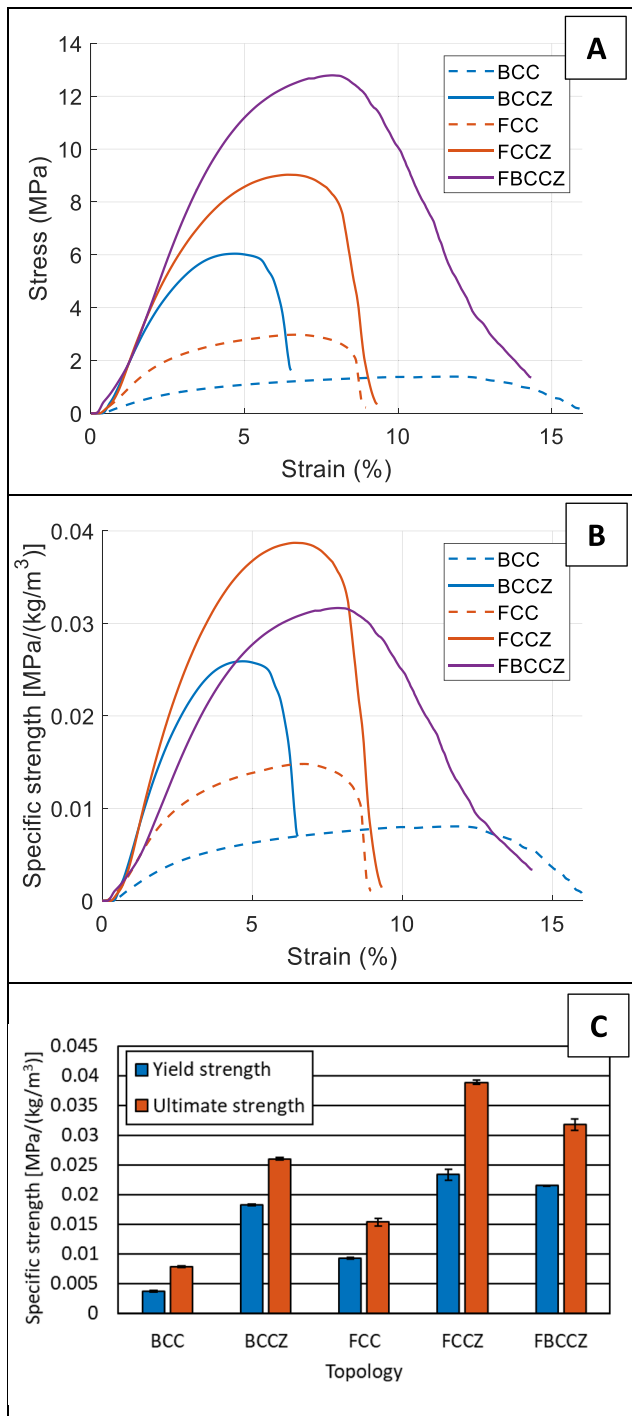 A
14
12
10
8
6
4
2
0
Stress (MPa)
BCC
BCCZ
FCC
FCCZ
FBCCZ
0 5 10 15
Strain (%)
B
0.04
0.03
0.02
0.01
0
Specific strength [MPa/(kg/m³)]
BCC
BCCZ
FCC
FCCZ
FBCCZ
0 5 10 15
Strain (%)
C
0.045
0.04
0.035
0.03
0.025
0.02
0.015
0.01
0.005
0
Specific strength [MPa/(kg/m³)]
Yield strength
Ultimate strength
BCC BCCZ FCC FCCZ FBCCZ
Topology